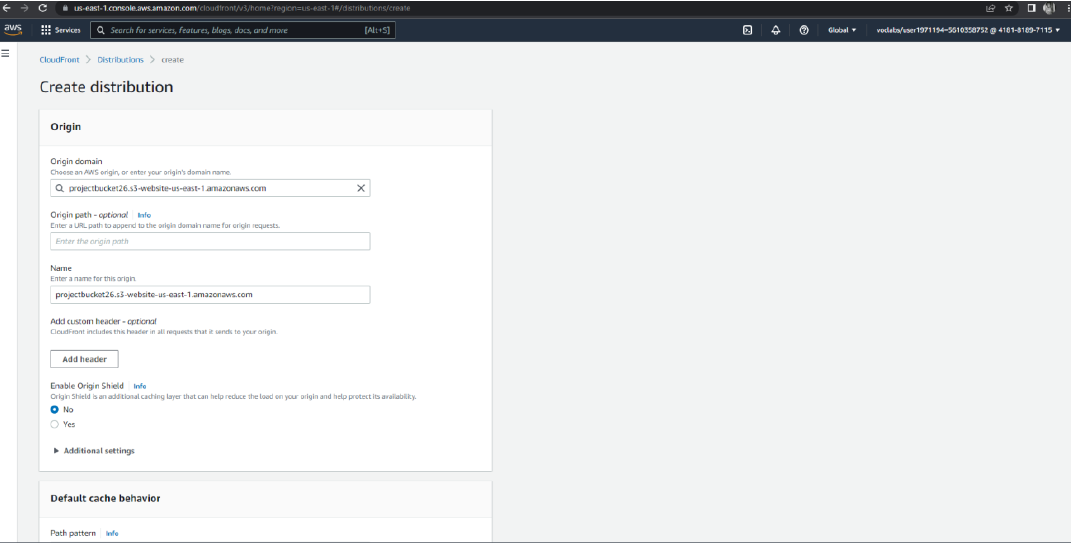 us-east-1.console.aws.amazon.com/cloudfront/v3/home?region=us-east-1#/distributions/create
aws
Services
Search for services, features, blogs, docs, and more
[Alt+S]
Global
voclabs/user1971194=5610358752 @ 4181-8189-7115
CloudFront > Distributions > create
Create distribution
Origin
Origin domain
Choose an AWS origin, or enter your origin's domain name.
projectbucket26.s3-website-us-east-1.amazonaws.com
Origin path - optional Info
Enter a URL path to append to the origin domain name for origin requests.
Enter the origin path
Name
Enter a name for this origin.
projectbucket26.s3-website-us-east-1.amazonaws.com
Add custom header - optional
CloudFront includes this header in all requests that it sends to your origin.
Add header
Enable Origin Shield Info
Origin Shield is an additional caching layer that can help reduce the load on your origin and help protect its availability.
No
Yes
Additional settings
Default cache behavior
Path pattern Info